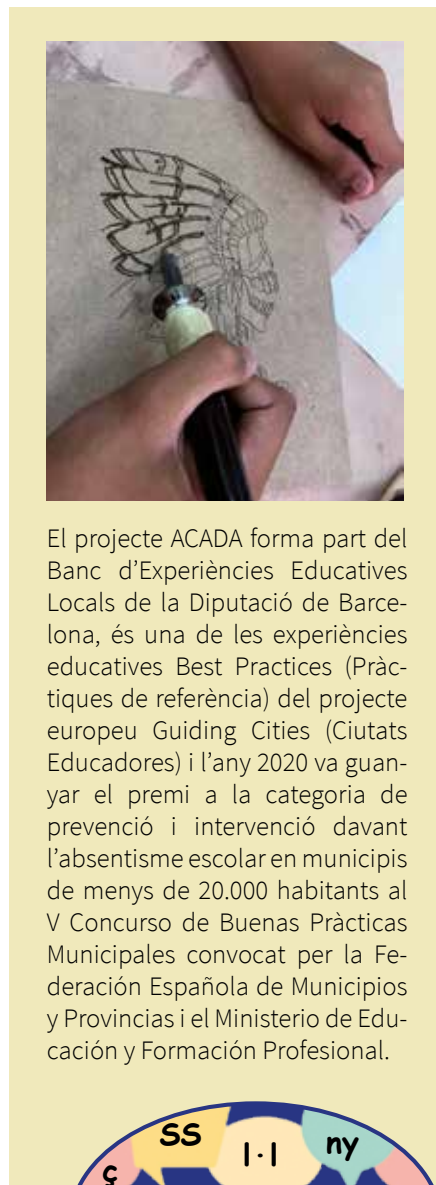 El projecte ACADA forma part del
Banc d'Experiències Educatives
Locals de la Diputació de Barce-
lona, és una de les experiències
educatives Best Practices (Pràc-
tiques de referència) del projecte
europeu Guiding Cities (Ciutats
Educadores) i l'any 2020 va guan-
yar el premi a la categoria de
prevenció i intervenció davant
l'absentisme escolar en municipis
de menys de 20.000 habitants al
V Concurso de Buenas Pràcticas
Municipales convocat per la Fe-
deración Española de Municipios
y Provincias i el Ministerio de Edu-
cación y Formación Profesional.
ç
ss
l·l
ny